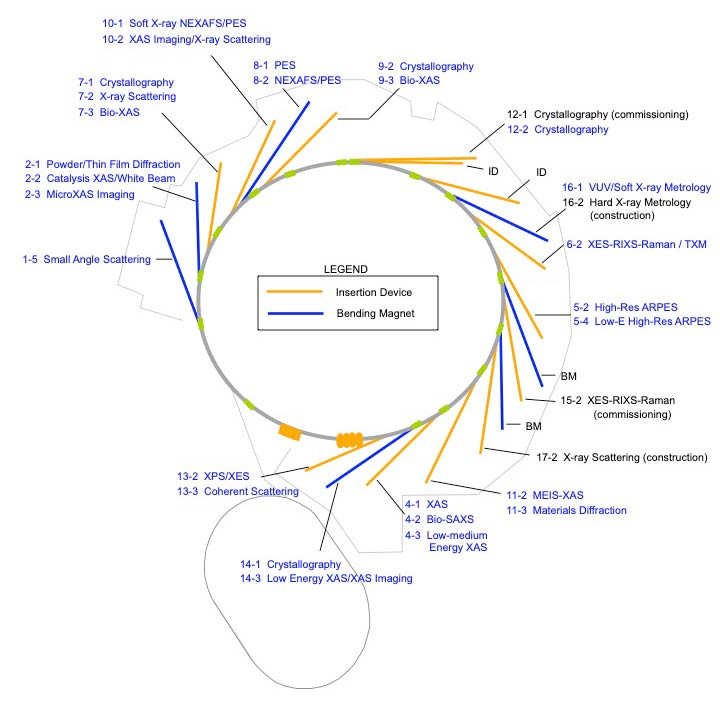 10-1 Soft X-ray NEXAFS/PES
10-2 XAS Imaging/X-ray Scattering
8-1 PES
8-2 NEXAFS/PES
9-2 Crystallography
9-3 Bio-XAS
7-1 Crystallography
7-2 X-ray Scattering
7-3 Bio-XAS
12-1 Crystallography (commissioning)
12-2 Crystallography
2-1 Powder/Thin Film Diffraction
2-2 Catalysis XAS/White Beam
2-3 MicroXAS Imaging
ID
ID
16-1 VUV/Soft X-ray Metrology
16-2 Hard X-ray Metrology
(construction)
6-2 XES-RIXS-Raman / TXM
1-5 Small Angle Scattering
LEGEND
Insertion Device
Bending Magnet
5-2 High-Res ARPES
5-4 Low-E High-Res ARPES
BM
15-2 XES-RIXS-Raman
(commissioning)
BM
17-2 X-ray Scattering (construction)
13-2 XPS/XES
13-3 Coherent Scattering
11-2 MEIS-XAS
11-3 Materials Diffraction
4-1 XAS
4-2 Bio-SAXS
4-3 Low-medium
Energy XAS
14-1 Crystallography
14-3 Low Energy XAS/XAS Imaging